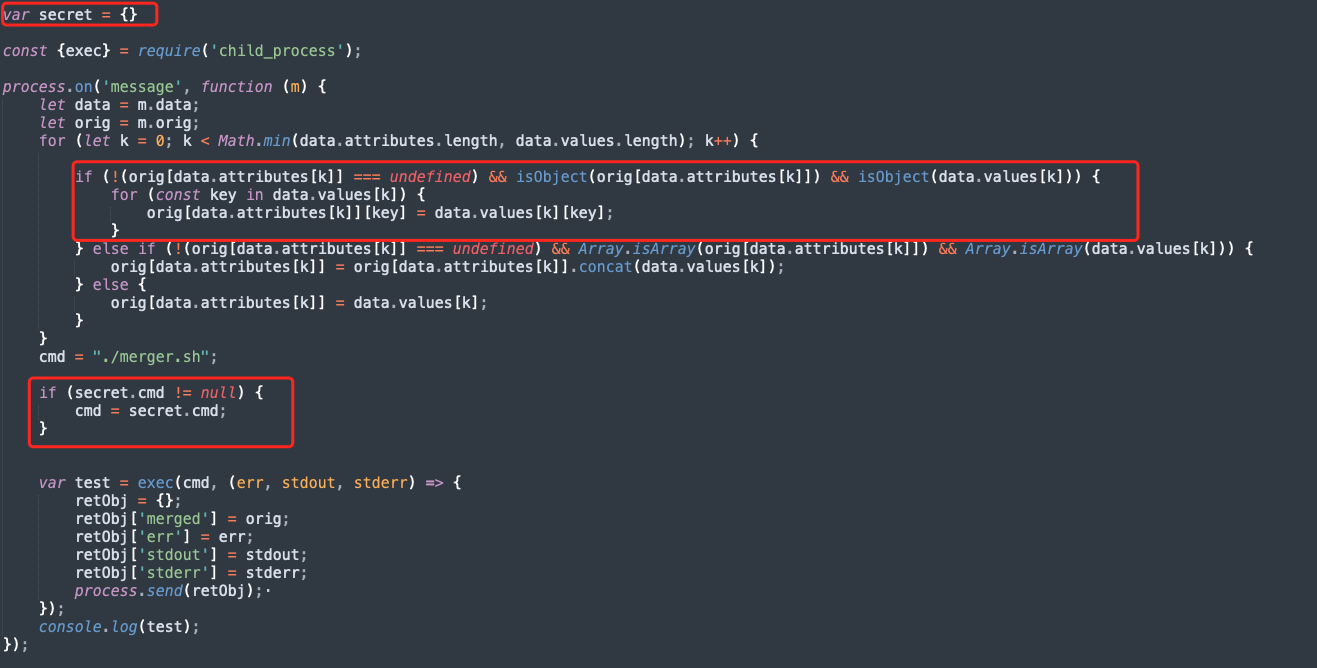 var secret = {}
const {exec} = require('child_process');
process.on('message', function (m) {
let data = m.data;
let orig = m.orig;
for (let k = 0; k < Math.min(data.attributes.length, data.values.length); k++) {
if (!(orig[data.attributes[k]] === undefined) && isObject(orig[data.attributes[k]]) && isObject(data.values[k])) {
for (const key in data.values[k]) {
orig[data.attributes[k]][key] = data.values[k][key];
}
} else if (!(orig[data.attributes[k]] === undefined) && Array.isArray(orig[data.attributes[k]]) && Array.isArray(data.values[k])) {
orig[data.attributes[k]] = orig[data.attributes[k]].concat(data.values[k]);
} else {
orig[data.attributes[k]] = data.values[k];
}
}
cmd = "./merger.sh";
if (secret.cmd != null) {
cmd = secret.cmd;
}
var test = exec(cmd, (err, stdout, stderr) => {
retObj = {};
retObj['merged'] = orig;
retObj['err'] = err;
retObj['stdout'] = stdout;
retObj['stderr'] = stderr;
process.send(retObj);·
});
console.log(test);
});